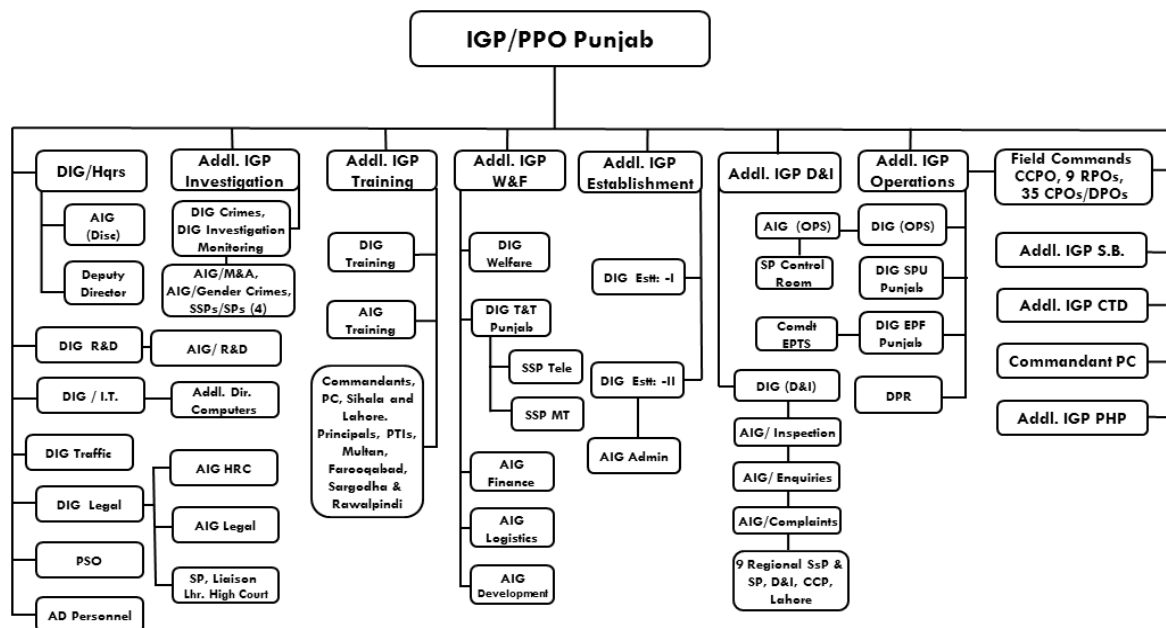 IGP/PPO Punjab
DIG/Hqrs
AIG
(Disc)
Deputy
Director
DIG R&D
AIG/ R&D
DIG / I.T.
Addl. Dir.
Computers
DIG Traffic
DIG Legal
AIG HRC
AIG Legal
SP, Liaison
Lhr. High Court
PSO
AD Personnel
Addl. IGP
Investigation
DIG Crimes,
DIG Investigation
Monitoring
AIG/M&A,
AIG/Gender Crimes,
SSPs/SPs (4)
Addl. IGP
Training
DIG
Training
AIG
Training
Commandants,
PC, Sihala and
Lahore.
Principals, PTIs,
Multan,
Farooqabad,
Sargodha &
Rawalpindi
Addl. IGP
W&F
DIG
Welfare
DIG T&T
Punjab
SSP Tele
SSP MT
AIG
Finance
AIG
Logistics
AIG
Development
Addl. IGP
Establishment
DIG Estt: -I
DIG Estt: -II
AIG Admin
Addl. IGP D&I
DIG (D&I)
AIG/ Inspection
AIG/ Enquiries
AIG/Complaints
9 Regional SsP &
SP, D&I, CCP,
Lahore
Addl. IGP
Operations
DIG (OPS)
AIG (OPS)
SP Control
Room
DIG SPU
Punjab
DIG EPF
Punjab
Comdt
EPTS
DPR
Field Commands
CCPO, 9 RPOs,
35 CPOs/DPOs
Addl. IGP S.B.
Addl. IGP CTD
Commandant PC
Addl. IGP PHP